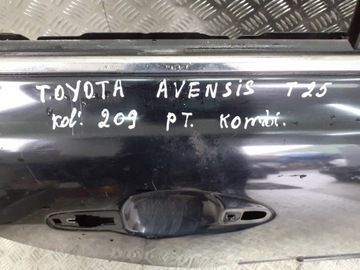 TOYOTA AVENSIS T25
Kol: 209 PT. Kombi.